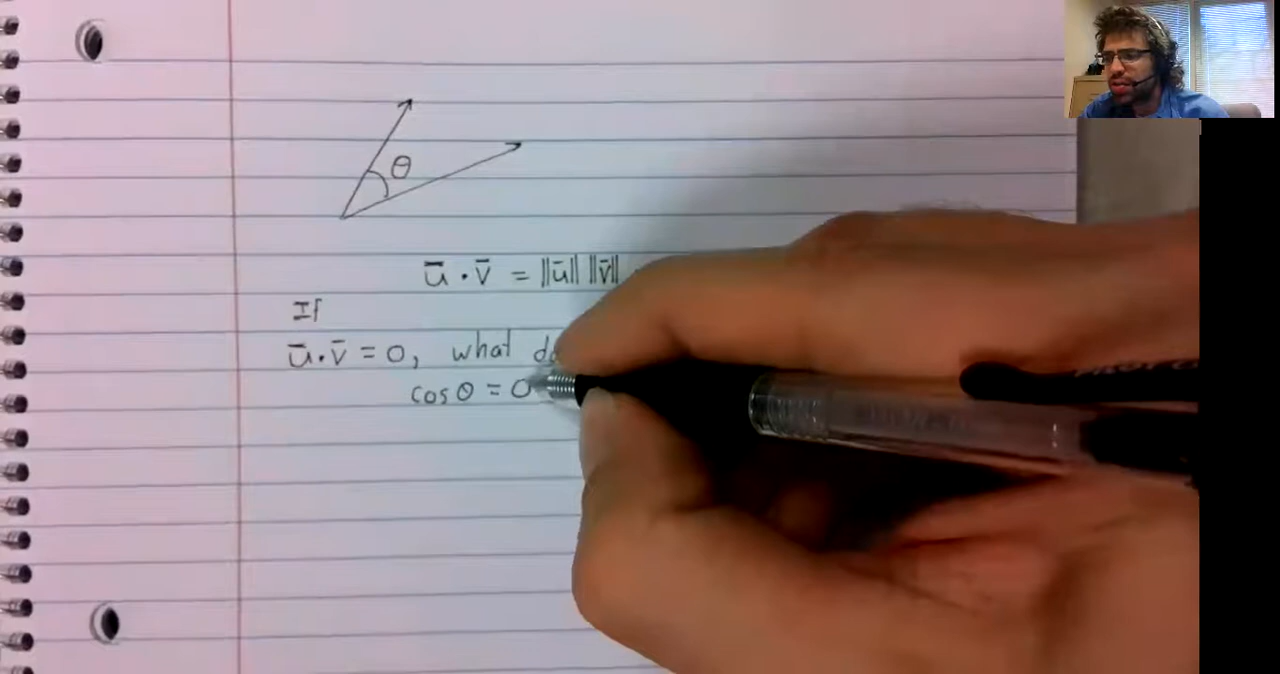 θ
ū · v̄ = ||ū|| ||v̄||
If
ū · v̄ = 0, what
cos θ = 0